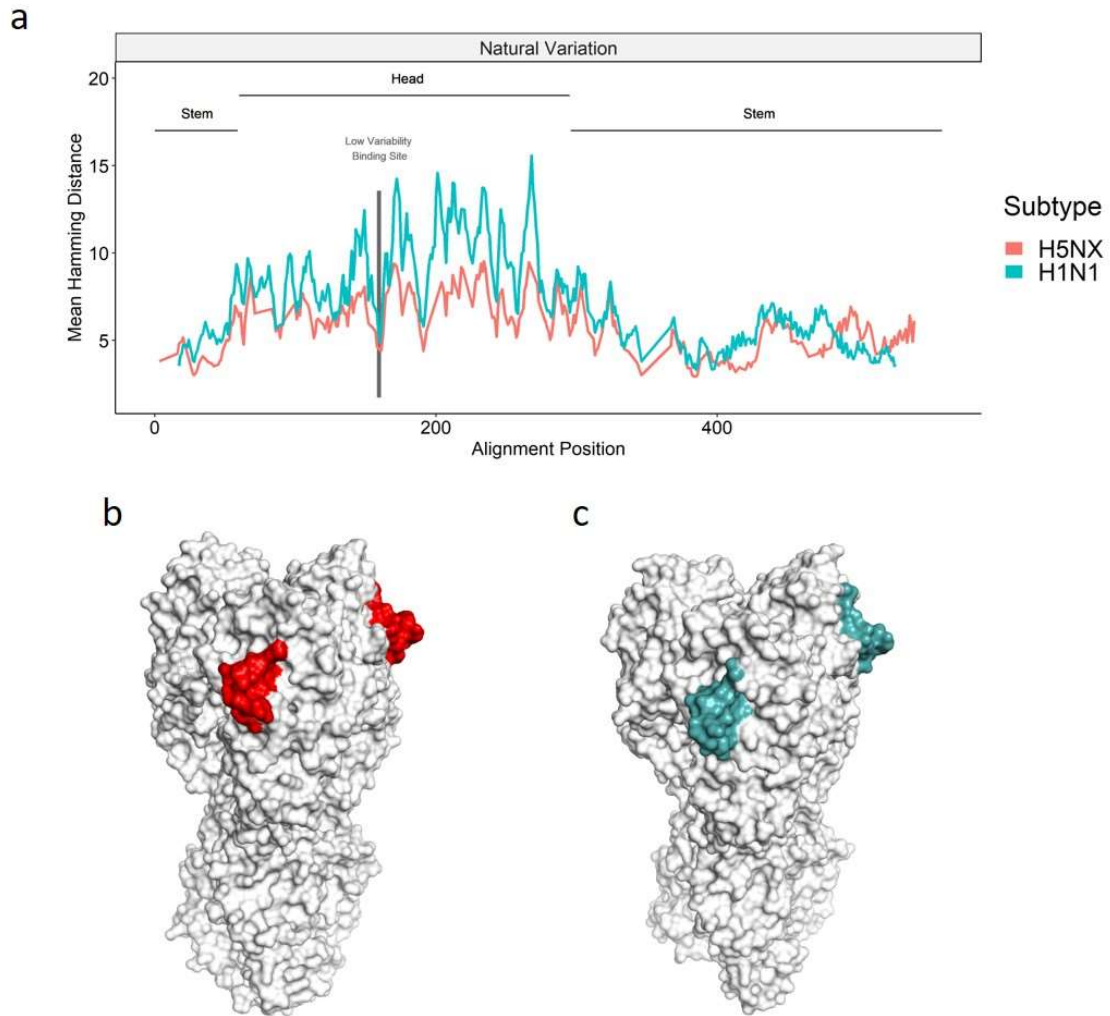 a
Natural Variation
20
Head
Stem
Stem
Low Variability
Binding Site
15
10
5
Mean Hamming Distance
0
200
400
Alignment Position
Subtype
H5NX
H1N1
b
c